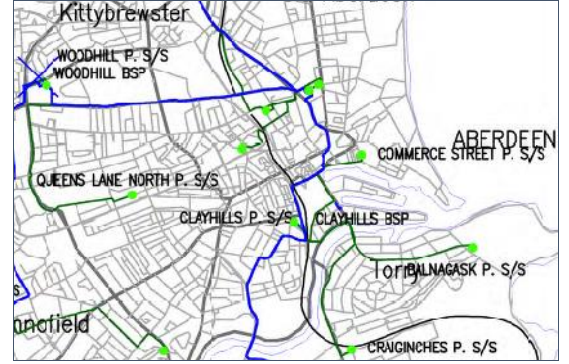 Kittybrewster
WOODHILL P. S/S
WOODHILL BSP
ABERDEEN
COMMERCE STREET P. S/S
QUEENS LANE NORTH P. S/S
CLAYHILLS P. S/S
CLAYHILLS BSP
Torry
BALNAGASK P. S/S
S
nnofield
CRAIGINCHES P. S/S